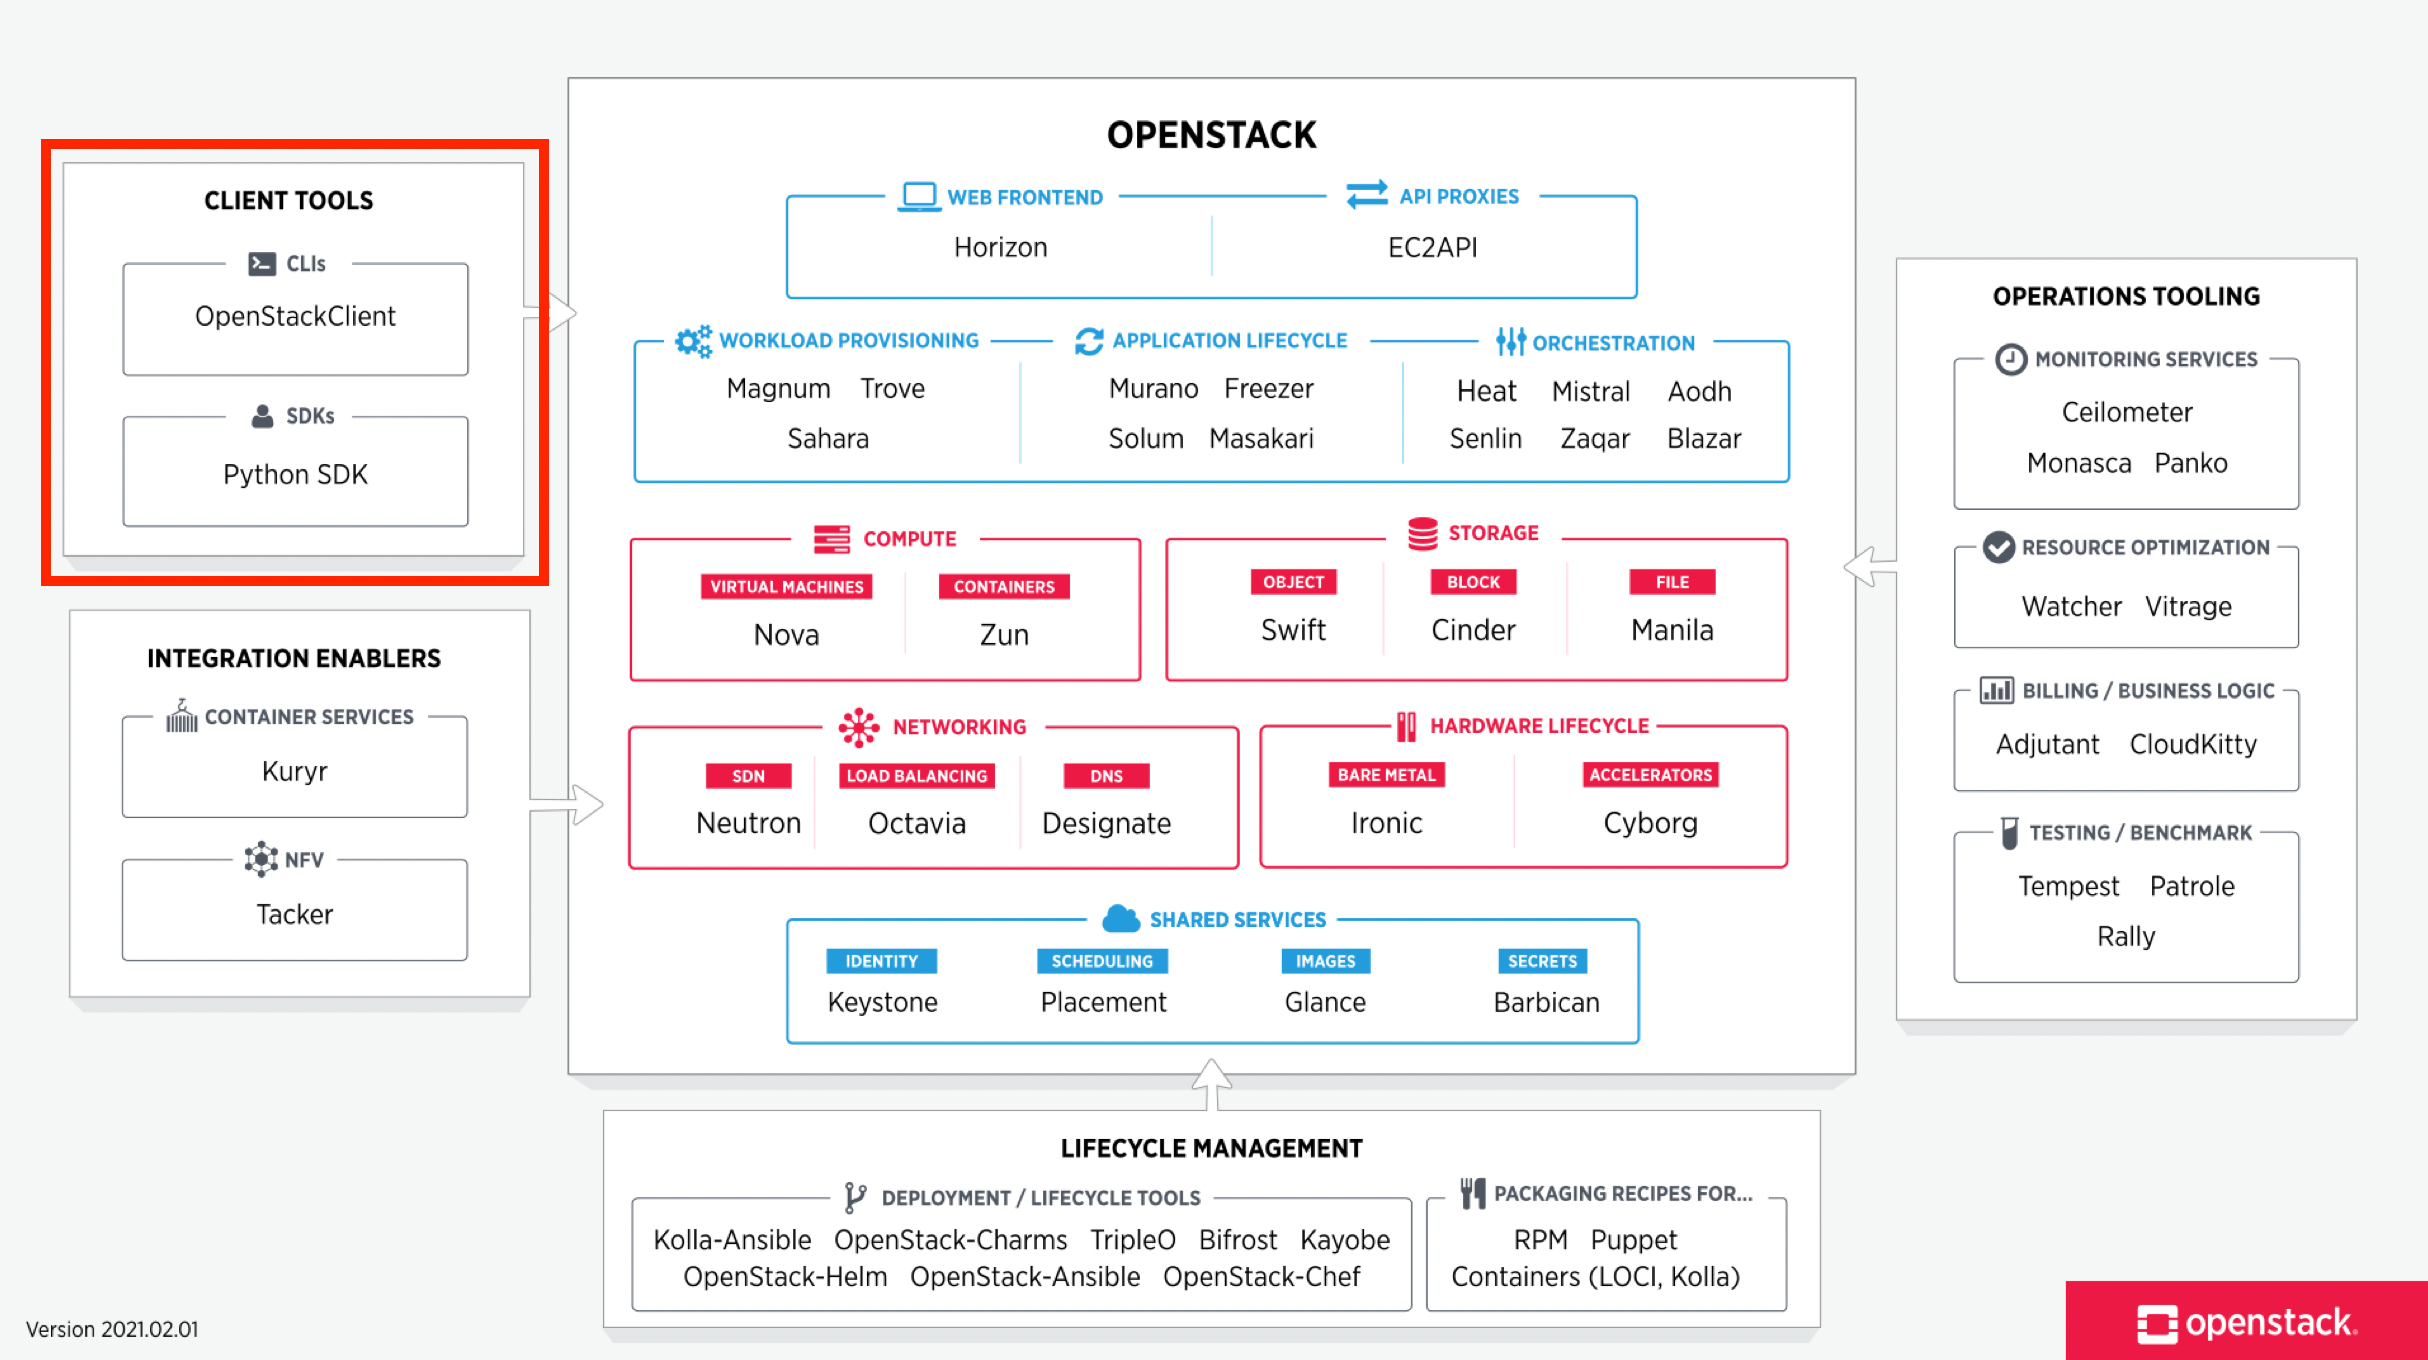 CLIENT TOOLS
CLIs
OpenStackClient
SDKs
Python SDK
INTEGRATION ENABLERS
CONTAINER SERVICES
Kuryr
NFV
Tacker
OPENSTACK
WEB FRONTEND
Horizon
API PROXIES
EC2API
WORKLOAD PROVISIONING
Magnum Trove
Sahara
APPLICATION LIFECYCLE
Murano Freezer
Solum Masakari
ORCHESTRATION
Heat Mistral Aodh
Senlin Zaqar Blazar
COMPUTE
VIRTUAL MACHINES
Nova
CONTAINERS
Zun
STORAGE
OBJECT
Swift
BLOCK
Cinder
FILE
Manila
NETWORKING
SDN
Neutron
LOAD BALANCING
Octavia
DNS
Designate
HARDWARE LIFECYCLE
BARE METAL
Ironic
ACCELERATORS
Cyborg
SHARED SERVICES
IDENTITY
Keystone
SCHEDULING
Placement
IMAGES
Glance
SECRETS
Barbican
OPERATIONS TOOLING
MONITORING SERVICES
Ceilometer
Monasca Panko
RESOURCE OPTIMIZATION
Watcher Vitrage
BILLING / BUSINESS LOGIC
Adjutant CloudKitty
TESTING / BENCHMARK
Tempest Patrole
Rally
LIFECYCLE MANAGEMENT
DEPLOYMENT / LIFECYCLE TOOLS
Kolla-Ansible OpenStack-Charms TripleO Bifrost Kayobe
OpenStack-Helm OpenStack-Ansible OpenStack-Chef
PACKAGING RECIPES FOR...
RPM Puppet
Containers (LOCI, Kolla)
Version 2021.02.01
openstack.